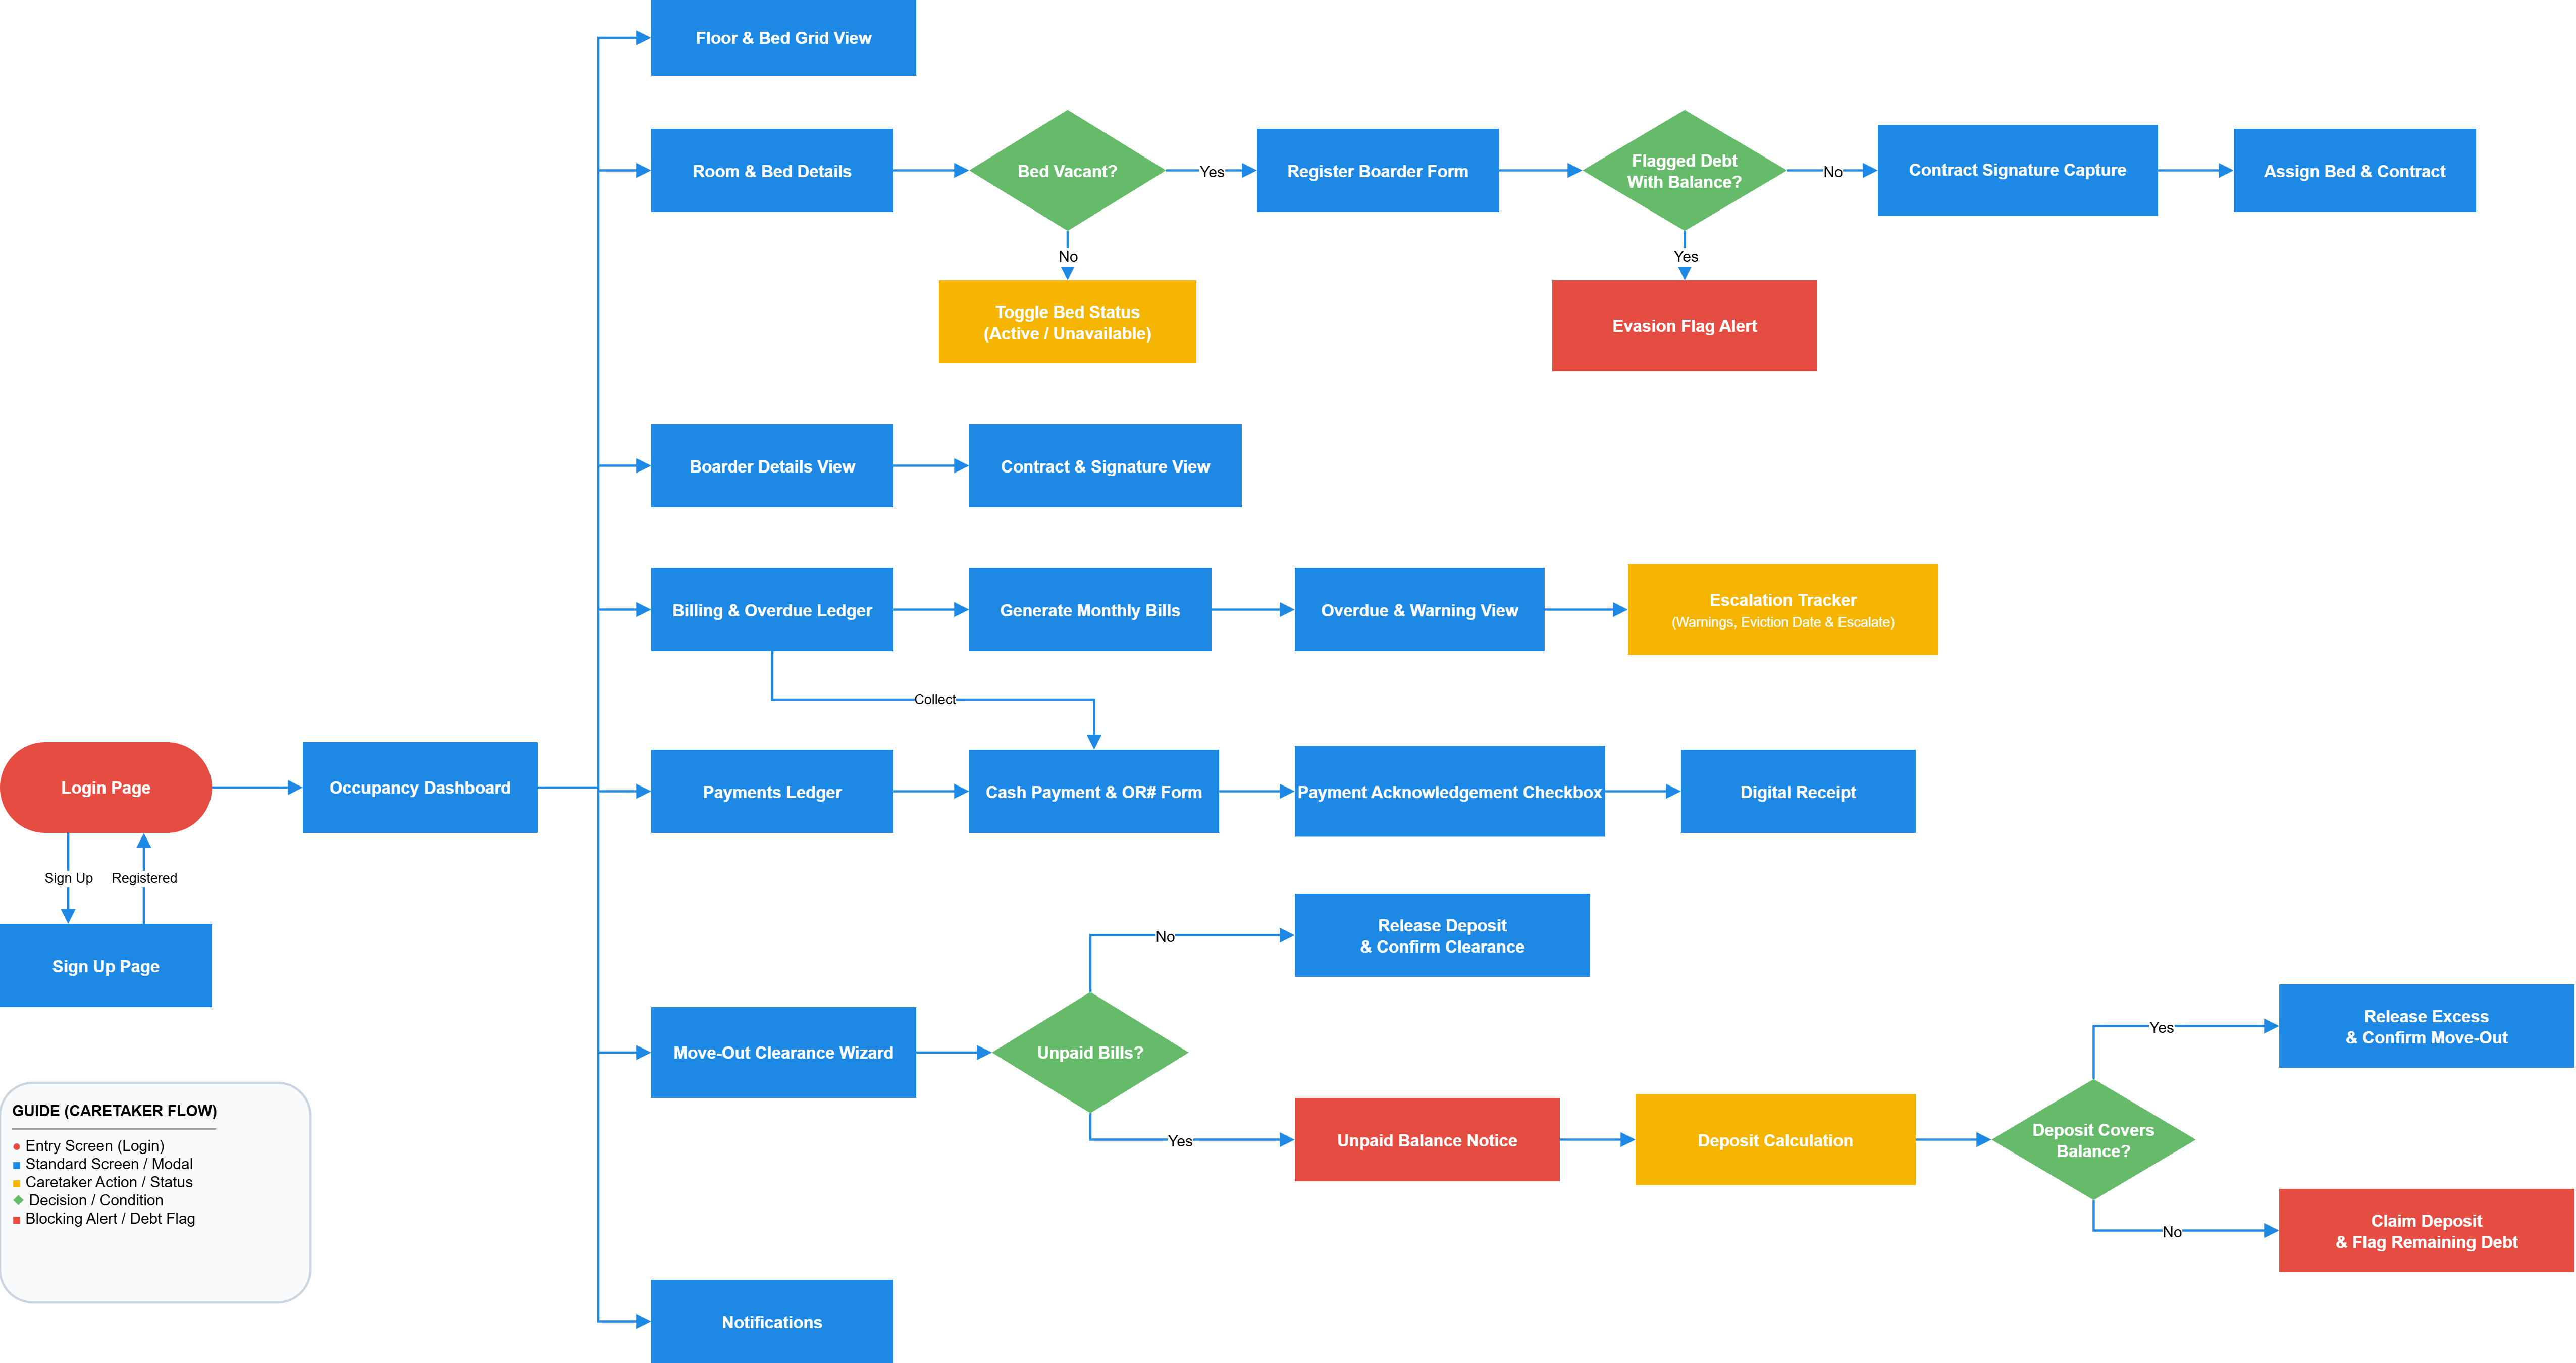 Floor & Bed Grid View
Room & Bed Details
Bed Vacant?
Yes
Register Boarder Form
Flagged Debt
With Balance?
No
Contract Signature Capture
Assign Bed & Contract
No
Toggle Bed Status
(Active / Unavailable)
Yes
Evasion Flag Alert
Boarder Details View
Contract & Signature View
Billing & Overdue Ledger
Generate Monthly Bills
Overdue & Warning View
Escalation Tracker
(Warnings, Eviction Date & Escalate)
Collect
Login Page
Occupancy Dashboard
Payments Ledger
Cash Payment & OR# Form
Payment Acknowledgement Checkbox
Digital Receipt
Sign Up
Registered
Sign Up Page
Move-Out Clearance Wizard
Unpaid Bills?
No
Release Deposit
& Confirm Clearance
Yes
Unpaid Balance Notice
Deposit Calculation
Deposit Covers
Balance?
Yes
Release Excess
& Confirm Move-Out
No
Claim Deposit
& Flag Remaining Debt
Notifications
GUIDE (CARETAKER FLOW)
Entry Screen (Login)
Standard Screen / Modal
Caretaker Action / Status
Decision / Condition
Blocking Alert / Debt Flag